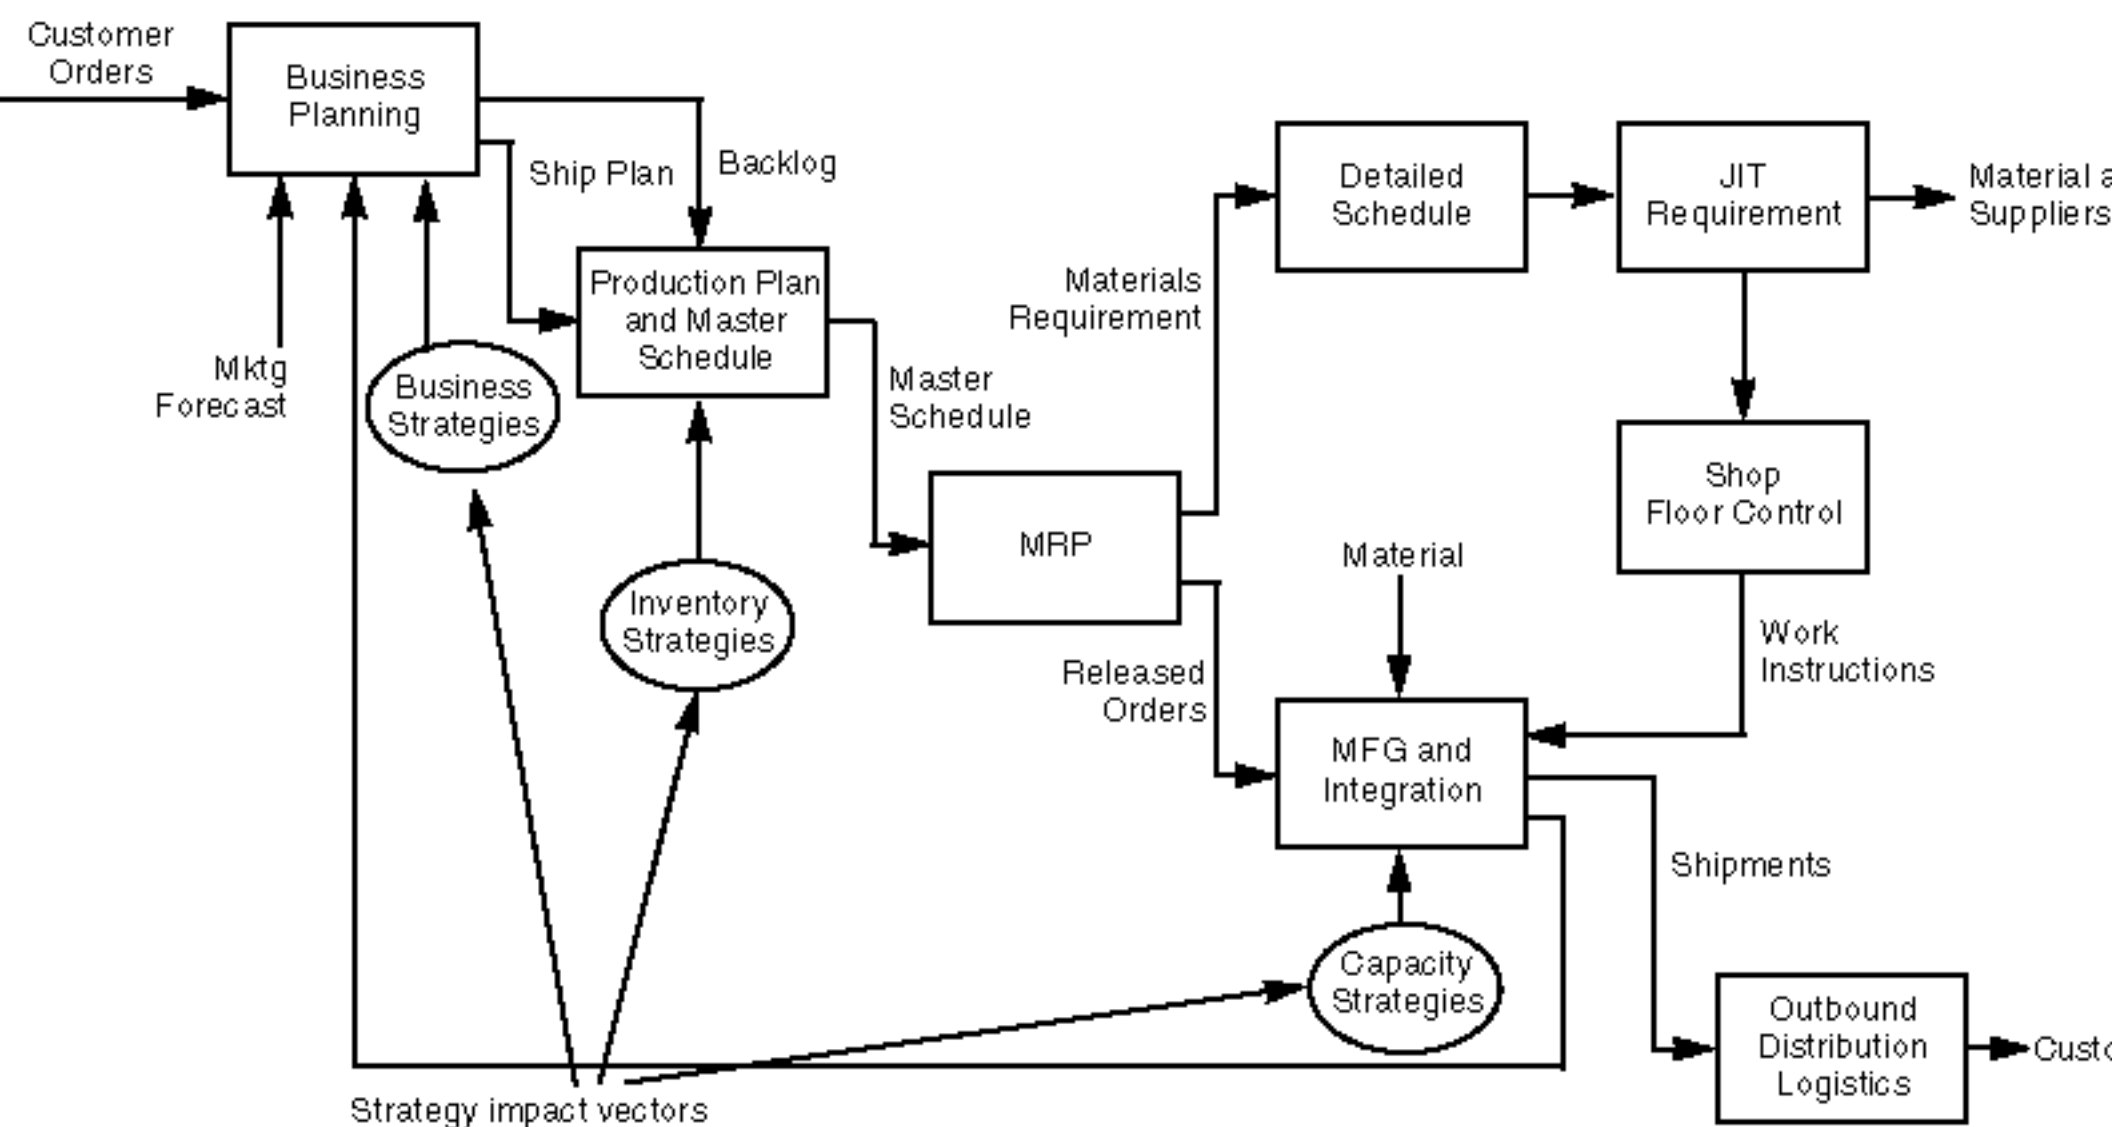 Customer
Orders
Business
Planning
Ship Plan
Backlog
Mktg
Forecast
Business
Strategies
Production Plan
and Master
Schedule
Inventory
Strategies
Master
Schedule
MRP
Materials
Requirement
Released
Orders
Detailed
Schedule
JIT
Requirement
Material
Suppliers
Shop
Floor Control
Work
Instructions
Material
MFG and
Integration
Capacity
Strategies
Shipments
Outbound
Distribution
Logistics
Strategy impact vectors